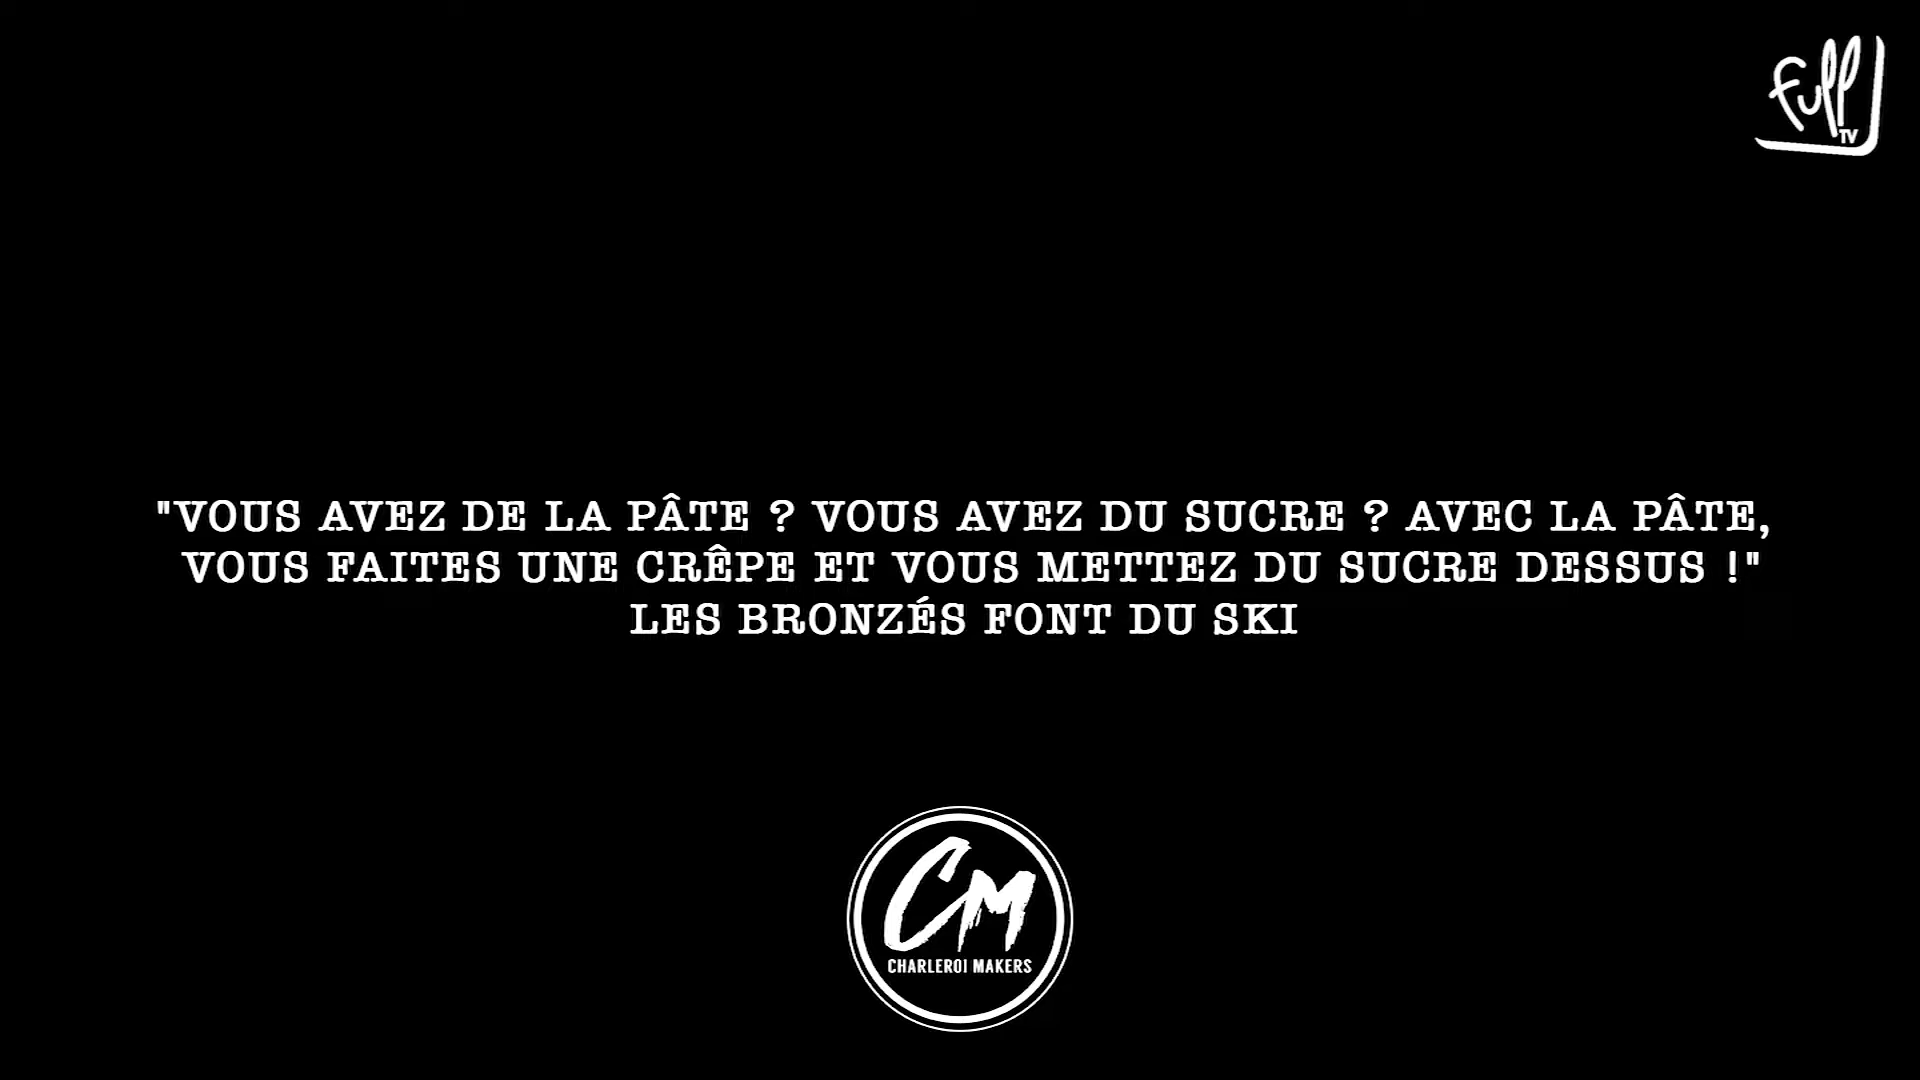 Full
TV
"VOUS AVEZ DE LA PÂTE ? VOUS AVEZ DU SUCRE ? AVEC LA PÂTE,
VOUS FAITES UNE CRÊPE ET VOUS METTEZ DU SUCRE DESSUS !"
LES BRONZÉS FONT DU SKI
CM
CHARLEROI MAKERS